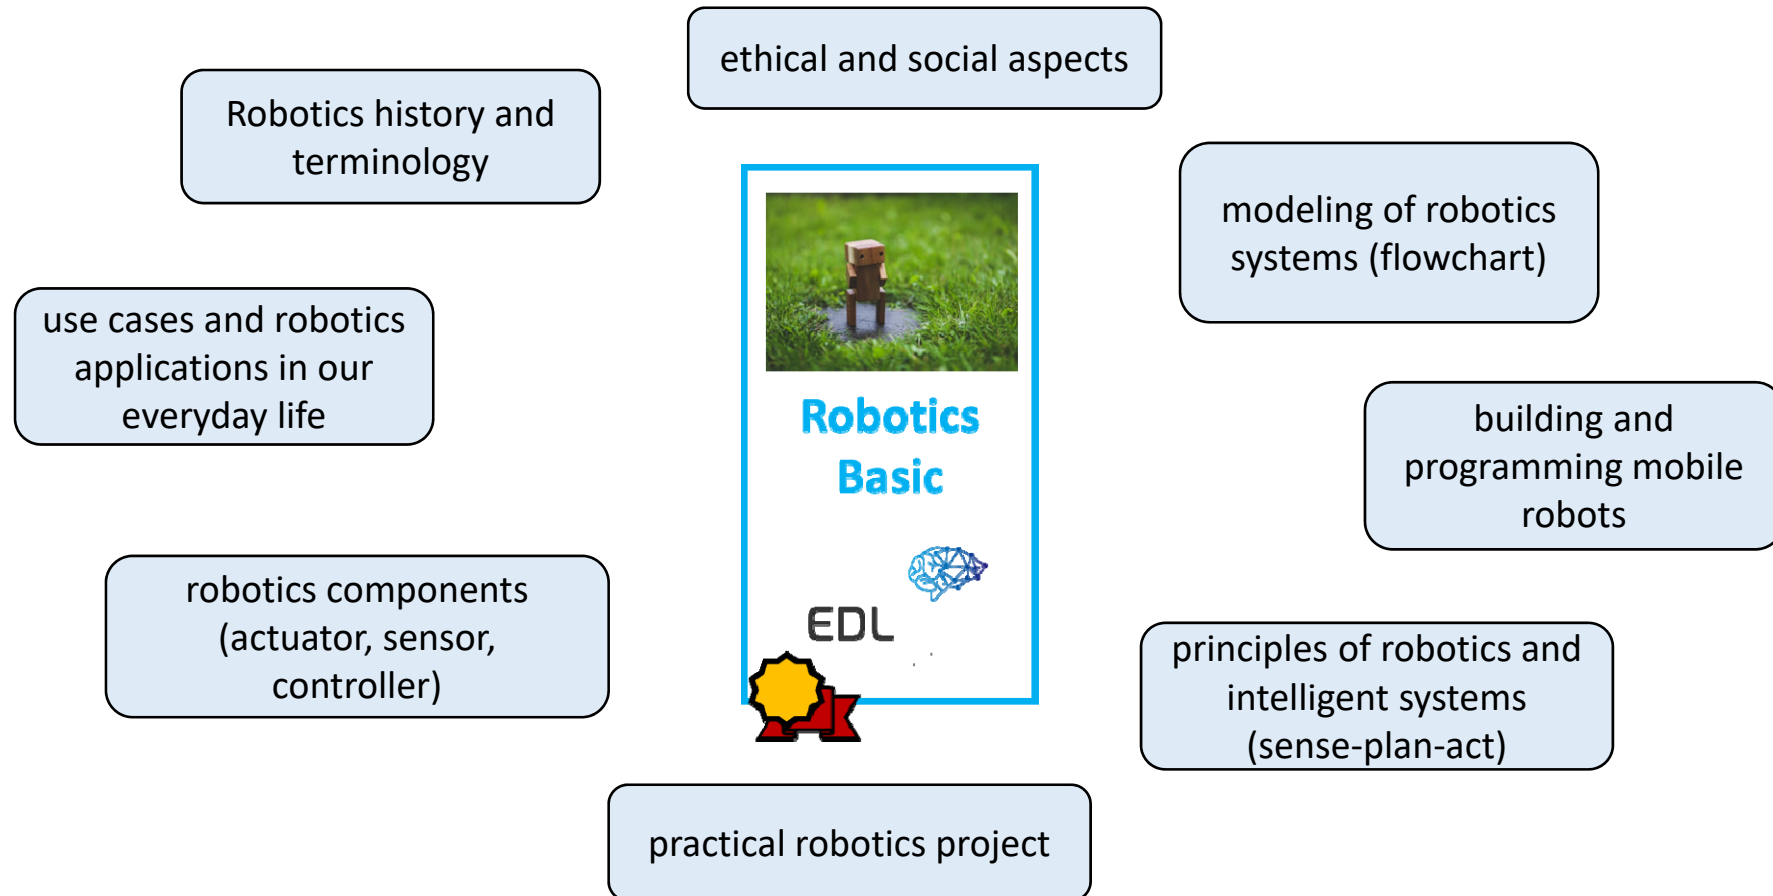 ethical and social aspects
Robotics history and
terminology
modeling of robotics
systems (flowchart)
use cases and robotics
applications in our
everyday life
Robotics
Basic
building and
programming mobile
robots
robotics components
(actuator, sensor,
controller)
EDL
principles of robotics and
intelligent systems
(sense-plan-act)
practical robotics project